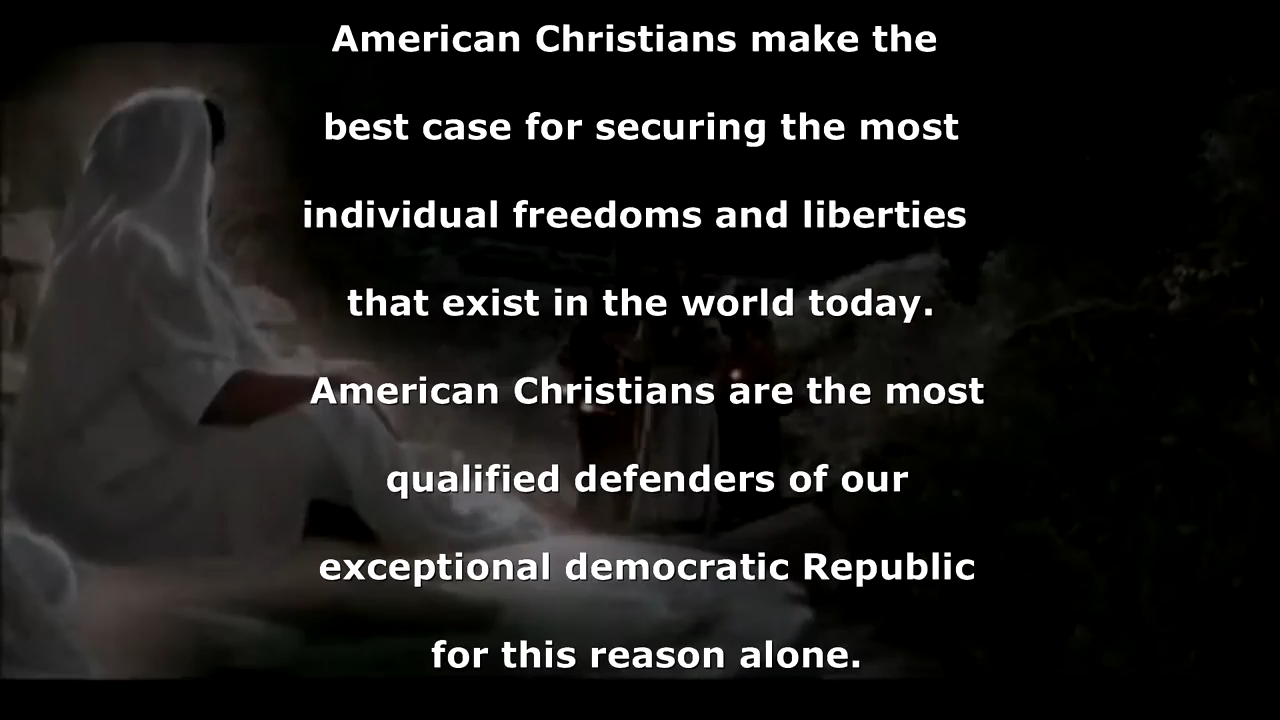 American Christians make the
best case for securing the most
individual freedoms and liberties
that exist in the world today.
American Christians are the most
qualified defenders of our
exceptional democratic Republic
for this reason alone.